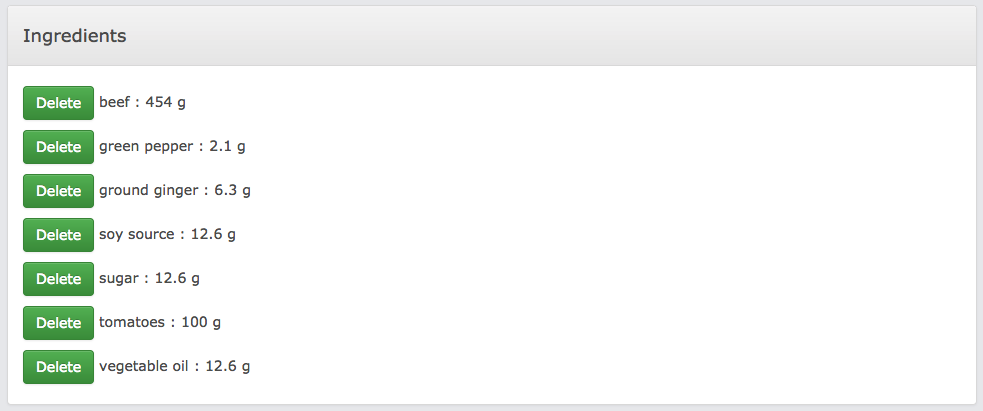 Ingredients
Delete beef : 454 g
Delete green pepper : 2.1 g
Delete ground ginger : 6.3 g
Delete soy source : 12.6 g
Delete sugar : 12.6 g
Delete tomatoes : 100 g
Delete vegetable oil : 12.6 g